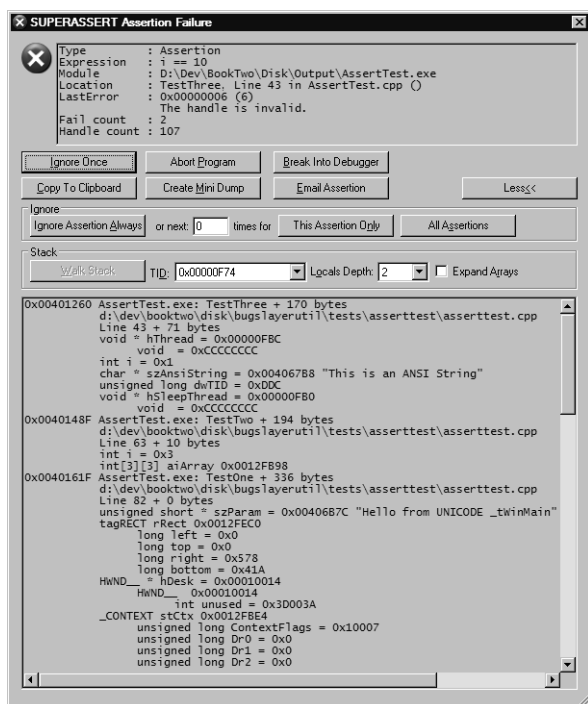 SUPERASSERT Assertion Failure
Type : Assertion
Expression : i == 10
Module : D:\Dev\BookTwo\Disk\Output\AssertTest.exe
Location : TestThree, Line 43 in AssertTest.cpp ()
LastError : 0x00000006 (6)
The handle is invalid.
Fail count : 2
Handle count : 107
Ignore Once Abort Program Break Into Debugger
Copy To Clipboard Create Mini Dump Email Assertion Less<<
Ignore
Ignore Assertion Always or next: 0 times for This Assertion Only All Assertions
Stack
Walk Stack TID: 0x00000F74 Locals Depth: 2 Expand Arrays
0x00401260 AssertTest.exe: TestThree + 170 bytes
d:\dev\booktwo\disk\bugslayerutil\tests\asserttest\asserttest.cpp
Line 43 + 71 bytes
void * hThread = 0x00000FBC
void = 0xCCCCCCCC
int i = 0x1
char * szAnsiString = 0x004067B8 "This is an ANSI String"
unsigned long dwTID = 0xDDC
void * hSleepThread = 0x00000FB0
void = 0xCCCCCCCC
0x0040148F AssertTest.exe: TestTwo + 194 bytes
d:\dev\booktwo\disk\bugslayerutil\tests\asserttest\asserttest.cpp
Line 63 + 10 bytes
int i = 0x3
int[3][3] aiArray 0x0012FB98
0x0040161F AssertTest.exe: TestOne + 336 bytes
d:\dev\booktwo\disk\bugslayerutil\tests\asserttest\asserttest.cpp
Line 82 + 0 bytes
unsigned short * szParam = 0x00406B7C "Hello from UNICODE _tWinMain"
tagRECT rRect 0x0012FEC0
long left = 0x0
long top = 0x0
long right = 0x578
long bottom = 0x41A
HWND__ * hDesk = 0x00010014
HWND__ 0x00010014
int unused = 0x3D003A
_CONTEXT stCtx 0x0012FBE4
unsigned long ContextFlags = 0x10007
unsigned long Dr0 = 0x0
unsigned long Dr1 = 0x0
unsigned long Dr2 = 0x0